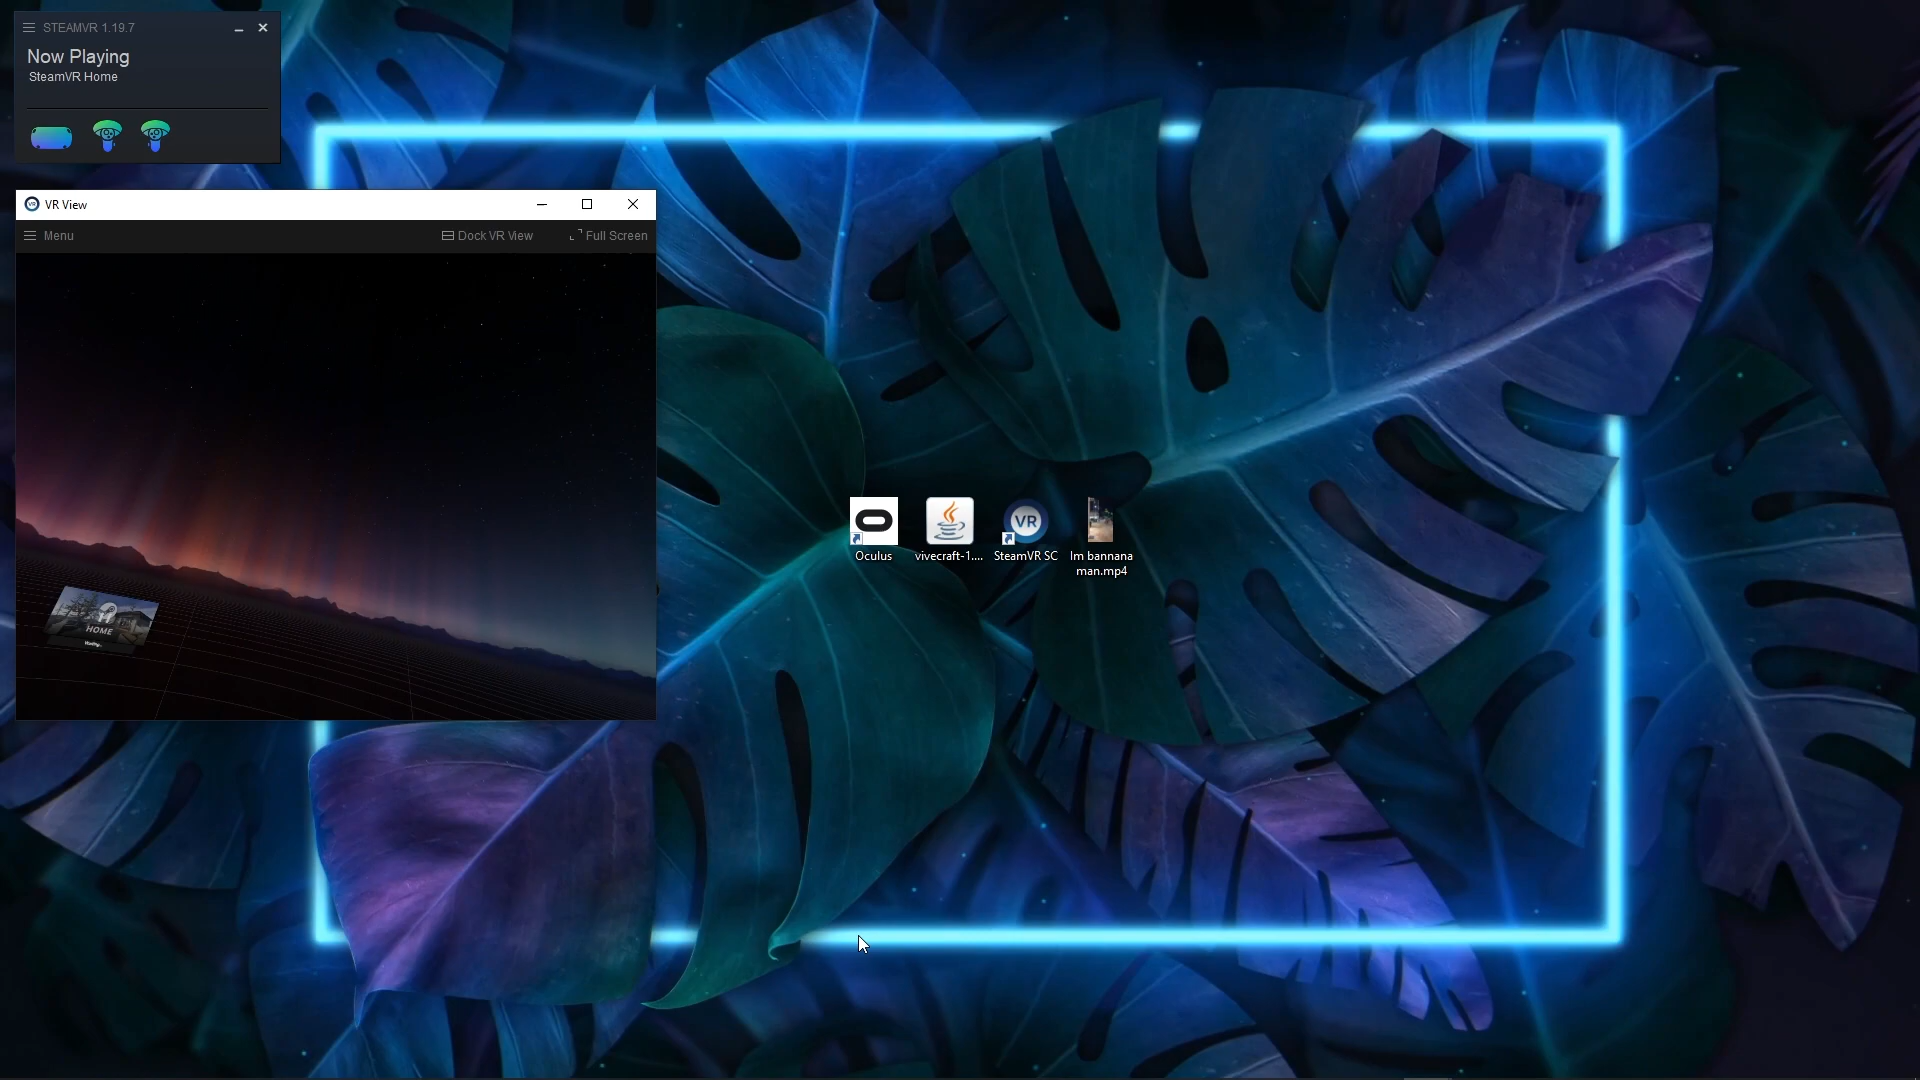 STEAMVR 1.19.7
Now Playing
SteamVR Home
VR View
Menu
Dock VR View
Full Screen
HOME
Waiting...
Oculus
vivecraft-1....
VR
SteamVR SC
Im bannana
man.mp4